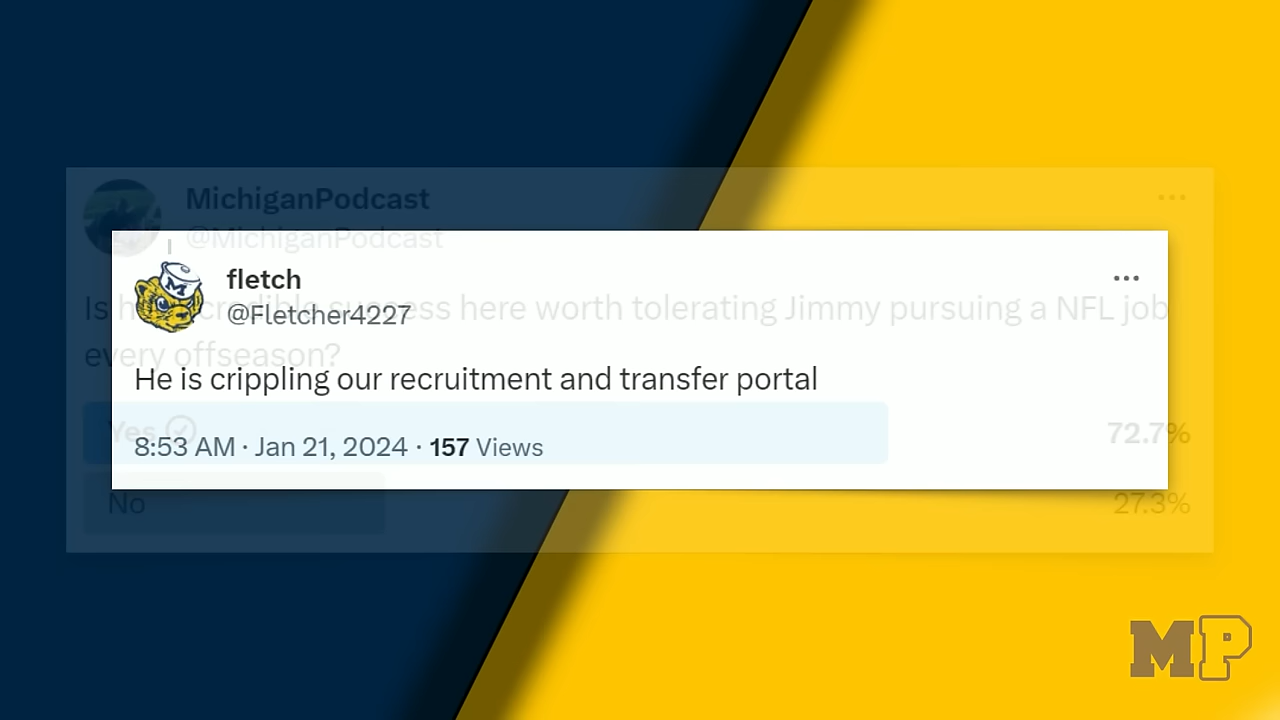 MichiganPodcast
@MichiganPodcast
Is his incredible success here worth tolerating Jimmy pursuing a NFL job
every offseason?
fletch
@Fletcher4227
He is crippling our recruitment and transfer portal
8:53 AM · Jan 21, 2024 · 157 Views
Yes 72.7%
No 27.3%
MP